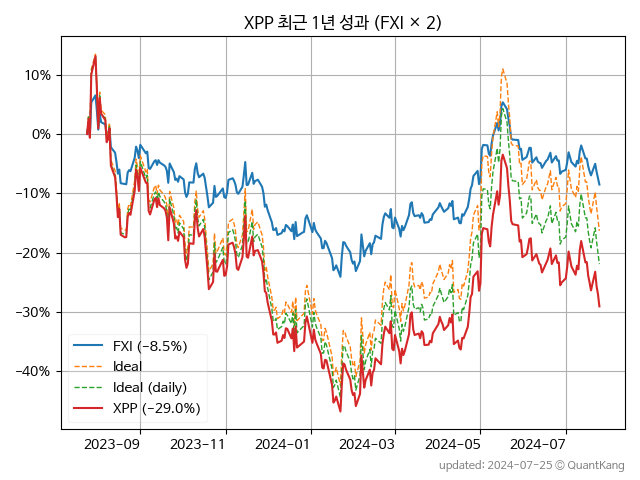 XPP 최근 1년 성과 (FXI × 2)
10%
0%
−10%
−20%
−30%
−40%
FXI (−8.5%)
Ideal
Ideal (daily)
XPP (−29.0%)
2023−09
2023−11
2024−01
2024−03
2024−05
2024−07
updated: 2024−07−25 ⓒ QuantKang